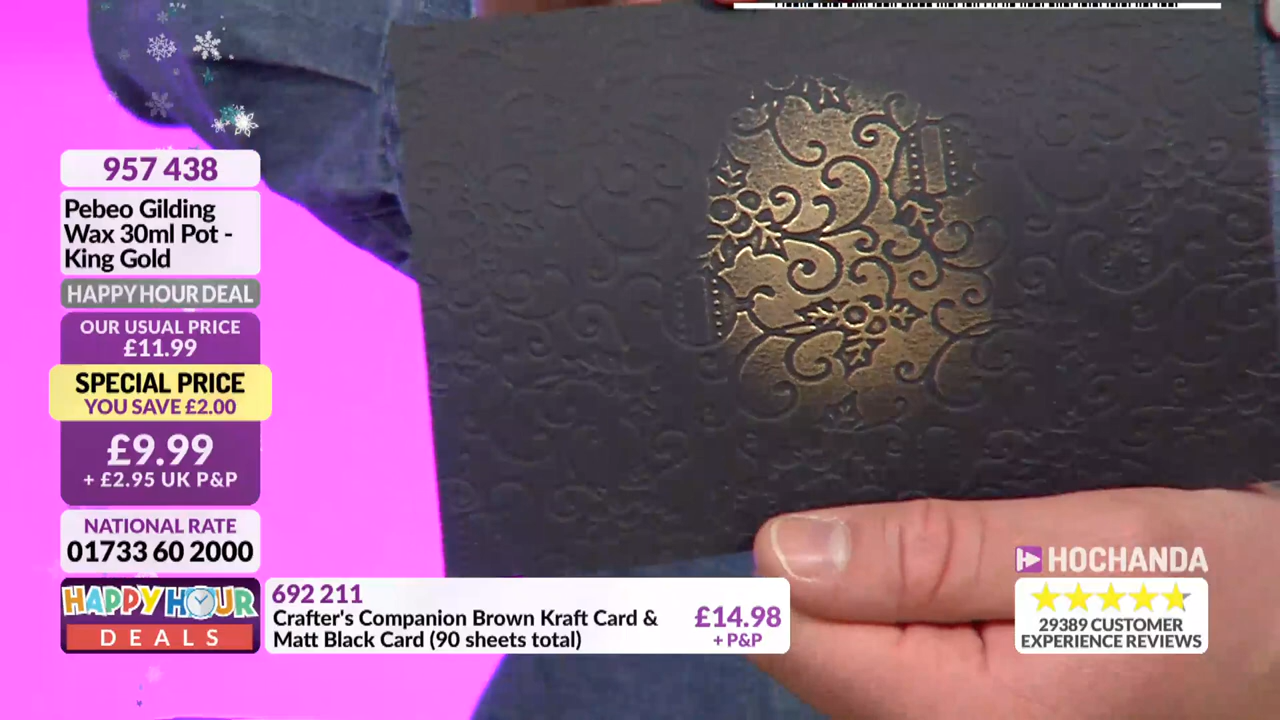 957 438
Pebeo Gilding
Wax 30ml Pot -
King Gold
HAPPY HOUR DEAL
OUR USUAL PRICE
£11.99
SPECIAL PRICE
YOU SAVE £2.00
£9.99
+ £2.95 UK P&P
NATIONAL RATE
01733 60 2000
HAPPY HOUR
DEALS
692 211
Crafter's Companion Brown Kraft Card &
Matt Black Card (90 sheets total)
£14.98
+ P&P
HOCHANDA
29389 CUSTOMER
EXPERIENCE REVIEWS